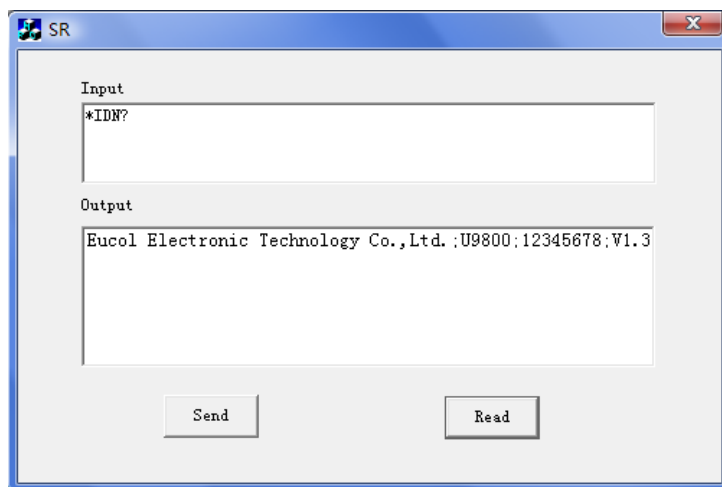 SR
Input
*IDN?
Output
Eucol Electronic Technology Co.,Ltd.;U9800;12345678;V1.3
Send
Read